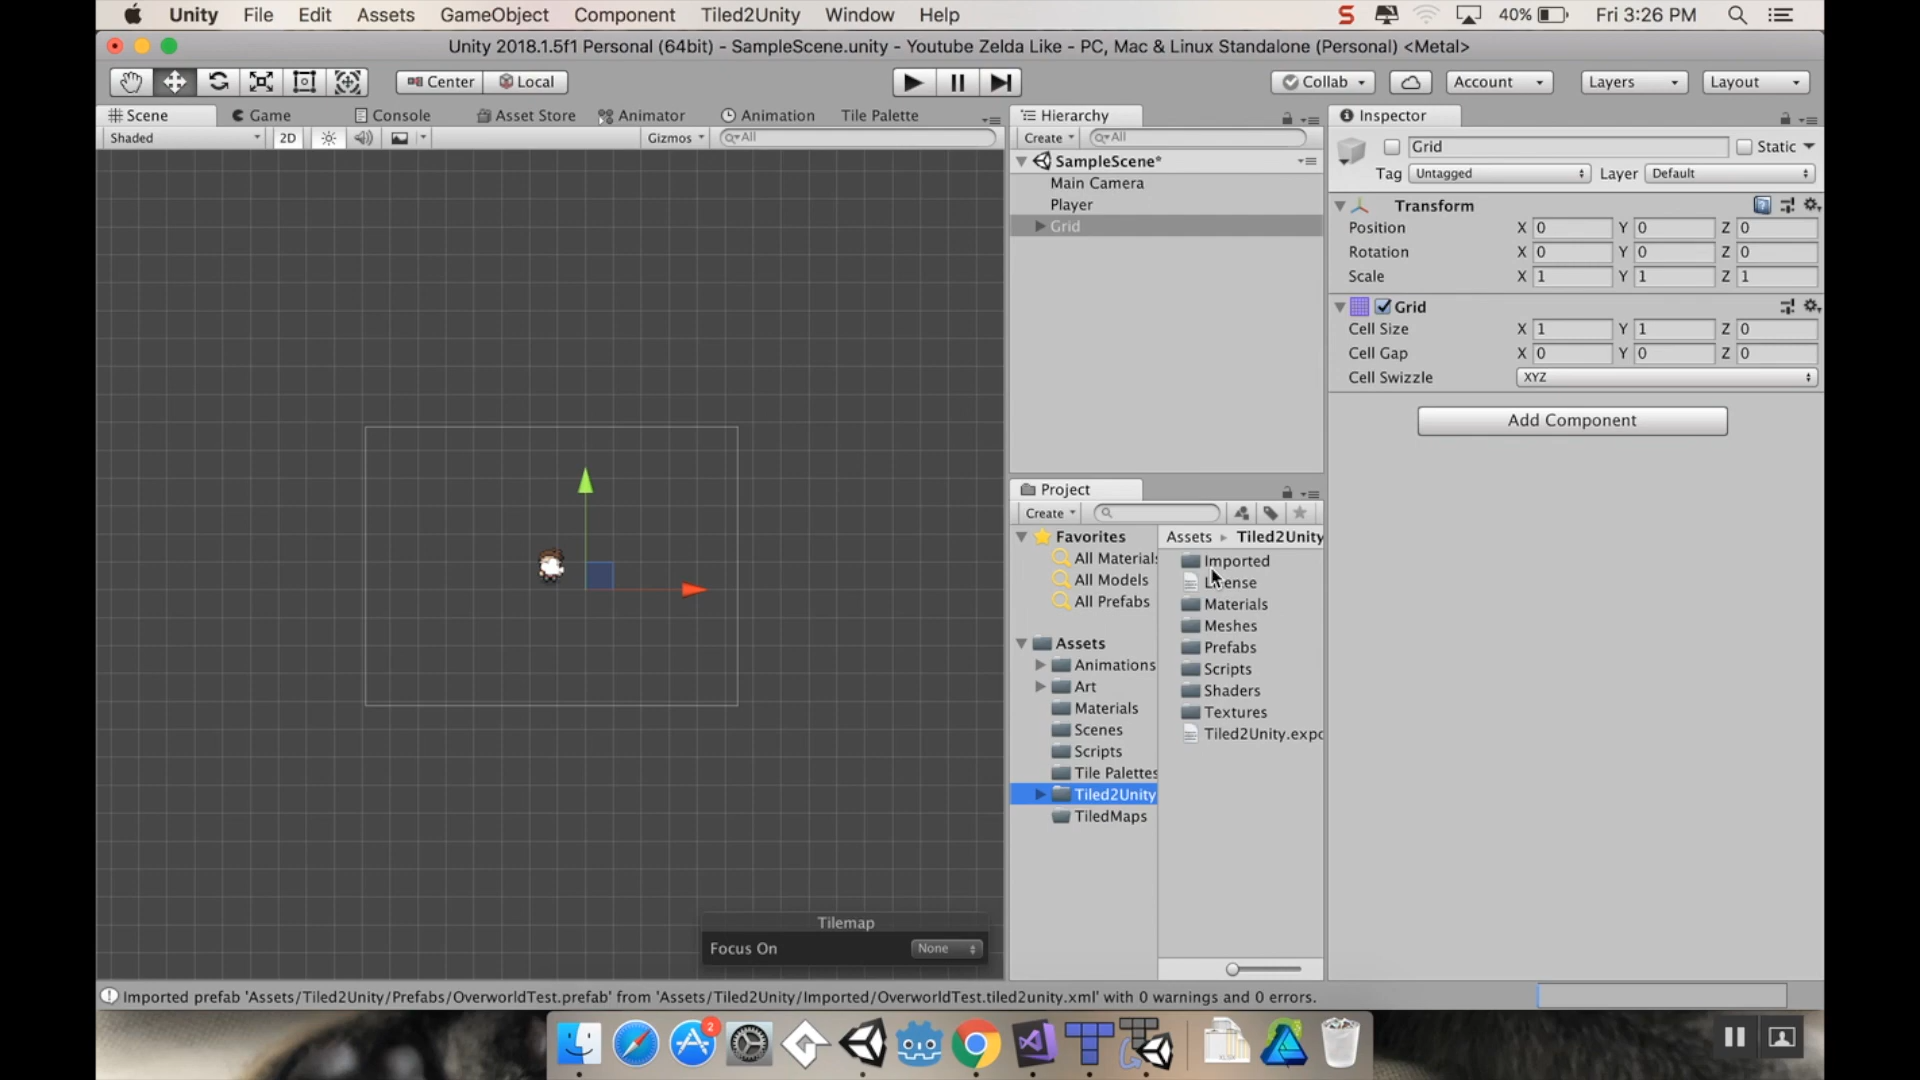 Unity File Edit Assets GameObject Component Tiled2Unity Window Help S 40% Fri 3:26 PM
Unity 2018.1.5f1 Personal (64bit) - SampleScene.unity - Youtube Zelda Like - PC, Mac & Linux Standalone (Personal) <Metal>
Center Local Collab Account Layers Layout
Scene Game Console Asset Store Animator Animation Tile Palette Hierarchy Inspector
Shaded 2D Gizmos All Create All
Grid Static
SampleScene*
Tag Untagged Layer Default
Main Camera
Player
Grid
Transform
Position X 0 Y 0 Z 0
Rotation X 0 Y 0 Z 0
Scale X 1 Y 1 Z 1
Grid
Cell Size X 1 Y 1 Z 0
Cell Gap X 0 Y 0 Z 0
Cell Swizzle XYZ
Add Component
Project
Create
Favorites
All Materials
All Models
All Prefabs
Assets
Animations
Art
Materials
Scenes
Scripts
Tile Palettes
Tiled2Unity
TiledMaps
Assets Tiled2Unity
Imported
License
Materials
Meshes
Prefabs
Scripts
Shaders
Textures
Tiled2Unity.expo
Tilemap
Focus On None
Imported prefab 'Assets/Tiled2Unity/Prefabs/OverworldTest.prefab' from 'Assets/Tiled2Unity/Imported/OverworldTest.tiled2unity.xml' with 0 warnings and 0 errors.
2